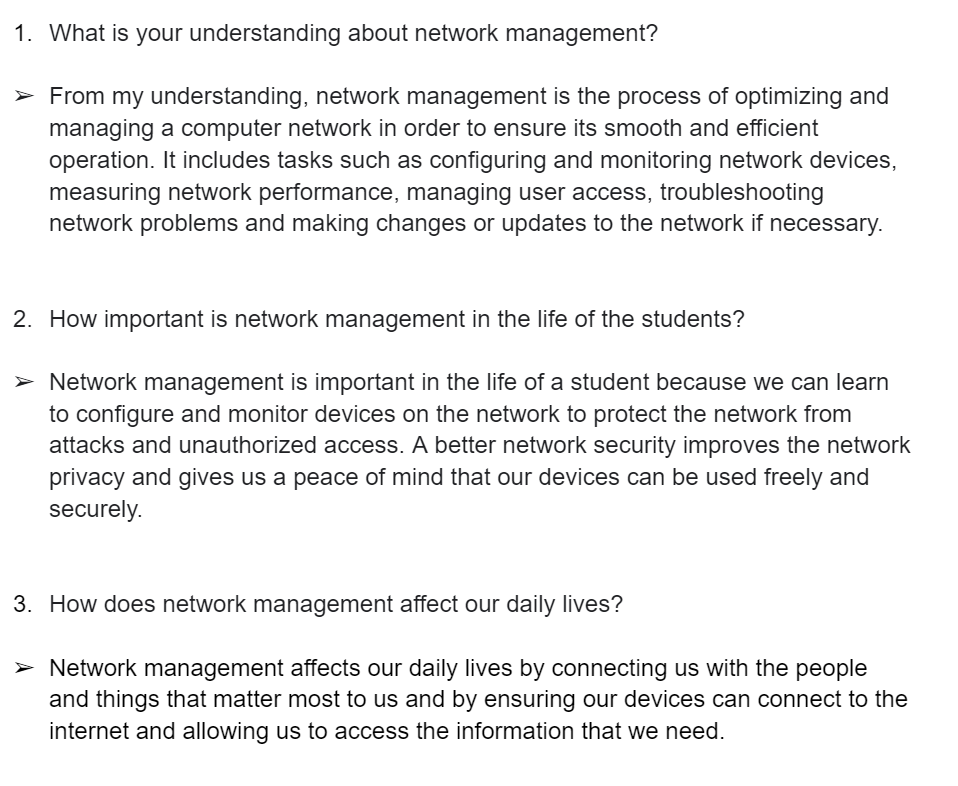 1. What is your understanding about network management?
➢ From my understanding, network management is the process of optimizing and
managing a computer network in order to ensure its smooth and efficient
operation. It includes tasks such as configuring and monitoring network devices,
measuring network performance, managing user access, troubleshooting
network problems and making changes or updates to the network if necessary.
2. How important is network management in the life of the students?
➢ Network management is important in the life of a student because we can learn
to configure and monitor devices on the network to protect the network from
attacks and unauthorized access. A better network security improves the network
privacy and gives us a peace of mind that our devices can be used freely and
securely.
3. How does network management affect our daily lives?
➢ Network management affects our daily lives by connecting us with the people
and things that matter most to us and by ensuring our devices can connect to the
internet and allowing us to access the information that we need.